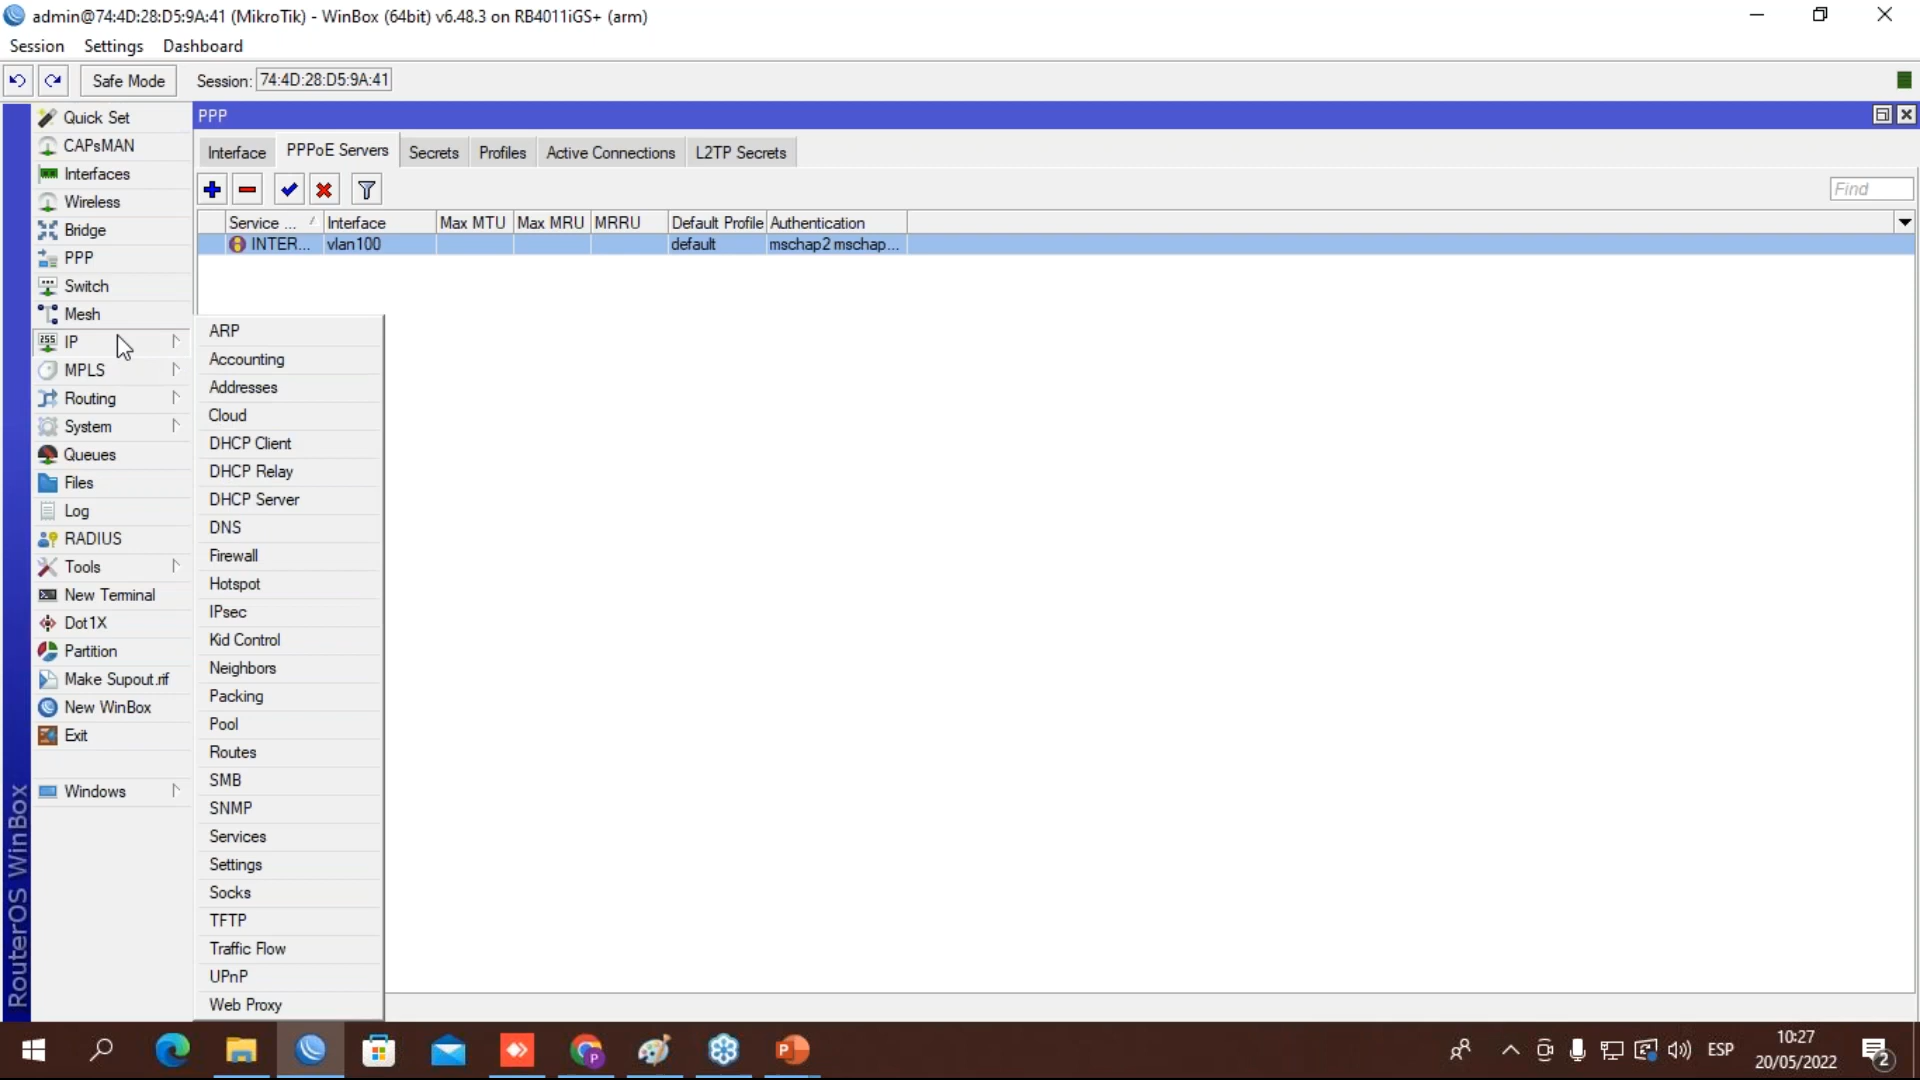 admin@74:4D:28:D5:9A:41 (MikroTik) - WinBox (64bit) v6.48.3 on RB4011iGS+ (arm)
Session Settings Dashboard
Safe Mode Session: 74:4D:28:D5:9A:41
Quick Set
CAPsMAN
Interfaces
Wireless
Bridge
PPP
Switch
Mesh
IP
MPLS
Routing
System
Queues
Files
Log
RADIUS
Tools
New Terminal
Dot1X
Partition
Make Supout.rif
New WinBox
Exit
Windows
RouterOS WinBox
PPP
Interface PPPoE Servers Secrets Profiles Active Connections L2TP Secrets
Find
Service ... Interface Max MTU Max MRU MRRU Default Profile Authentication
INTER... vlan100 default mschap2 mschap...
ARP
Accounting
Addresses
Cloud
DHCP Client
DHCP Relay
DHCP Server
DNS
Firewall
Hotspot
IPsec
Kid Control
Neighbors
Packing
Pool
Routes
SMB
SNMP
Services
Settings
Socks
TFTP
Traffic Flow
UPnP
Web Proxy
ESP
10:27
20/05/2022
2